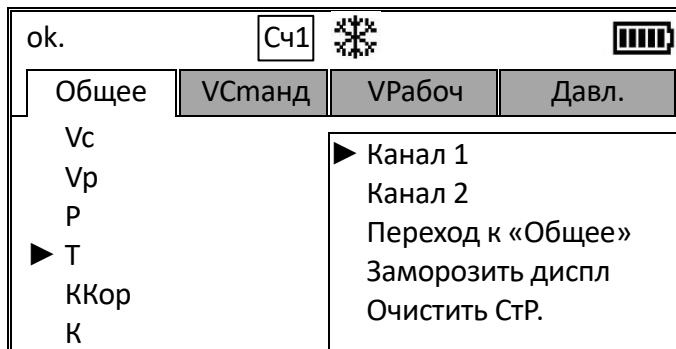 ok. Сч1
Общее VСтанд VРабоч Давл.
Vc
Vp
P
► T
ККор
К
► Канал 1
Канал 2
Переход к «Общее»
Заморозить диспл
Очистить СтР.